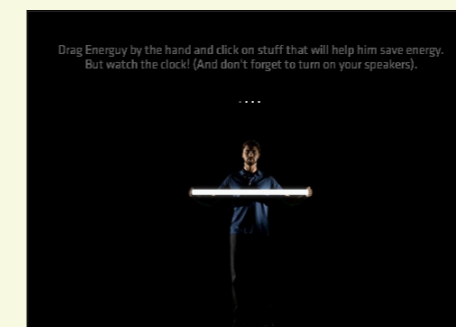 Drag Energuy by the hand and click on stuff that will help him save energy.
But watch the clock! (And don't forget to turn on your speakers).
....